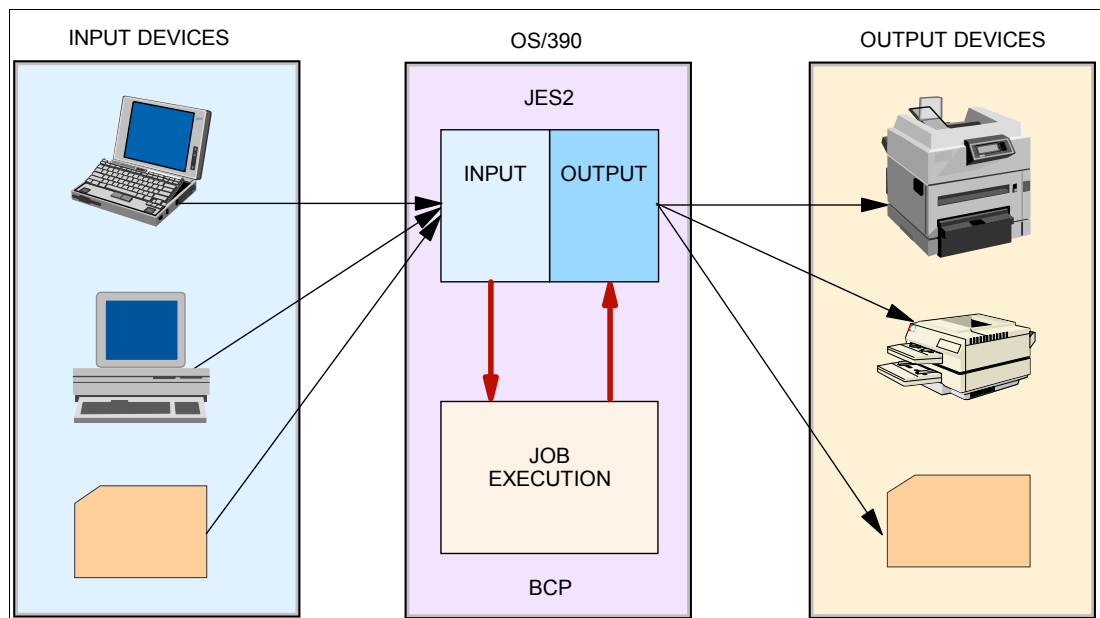 INPUT DEVICES
OS/390
OUTPUT DEVICES
JES2
INPUT
OUTPUT
JOB
EXECUTION
BCP